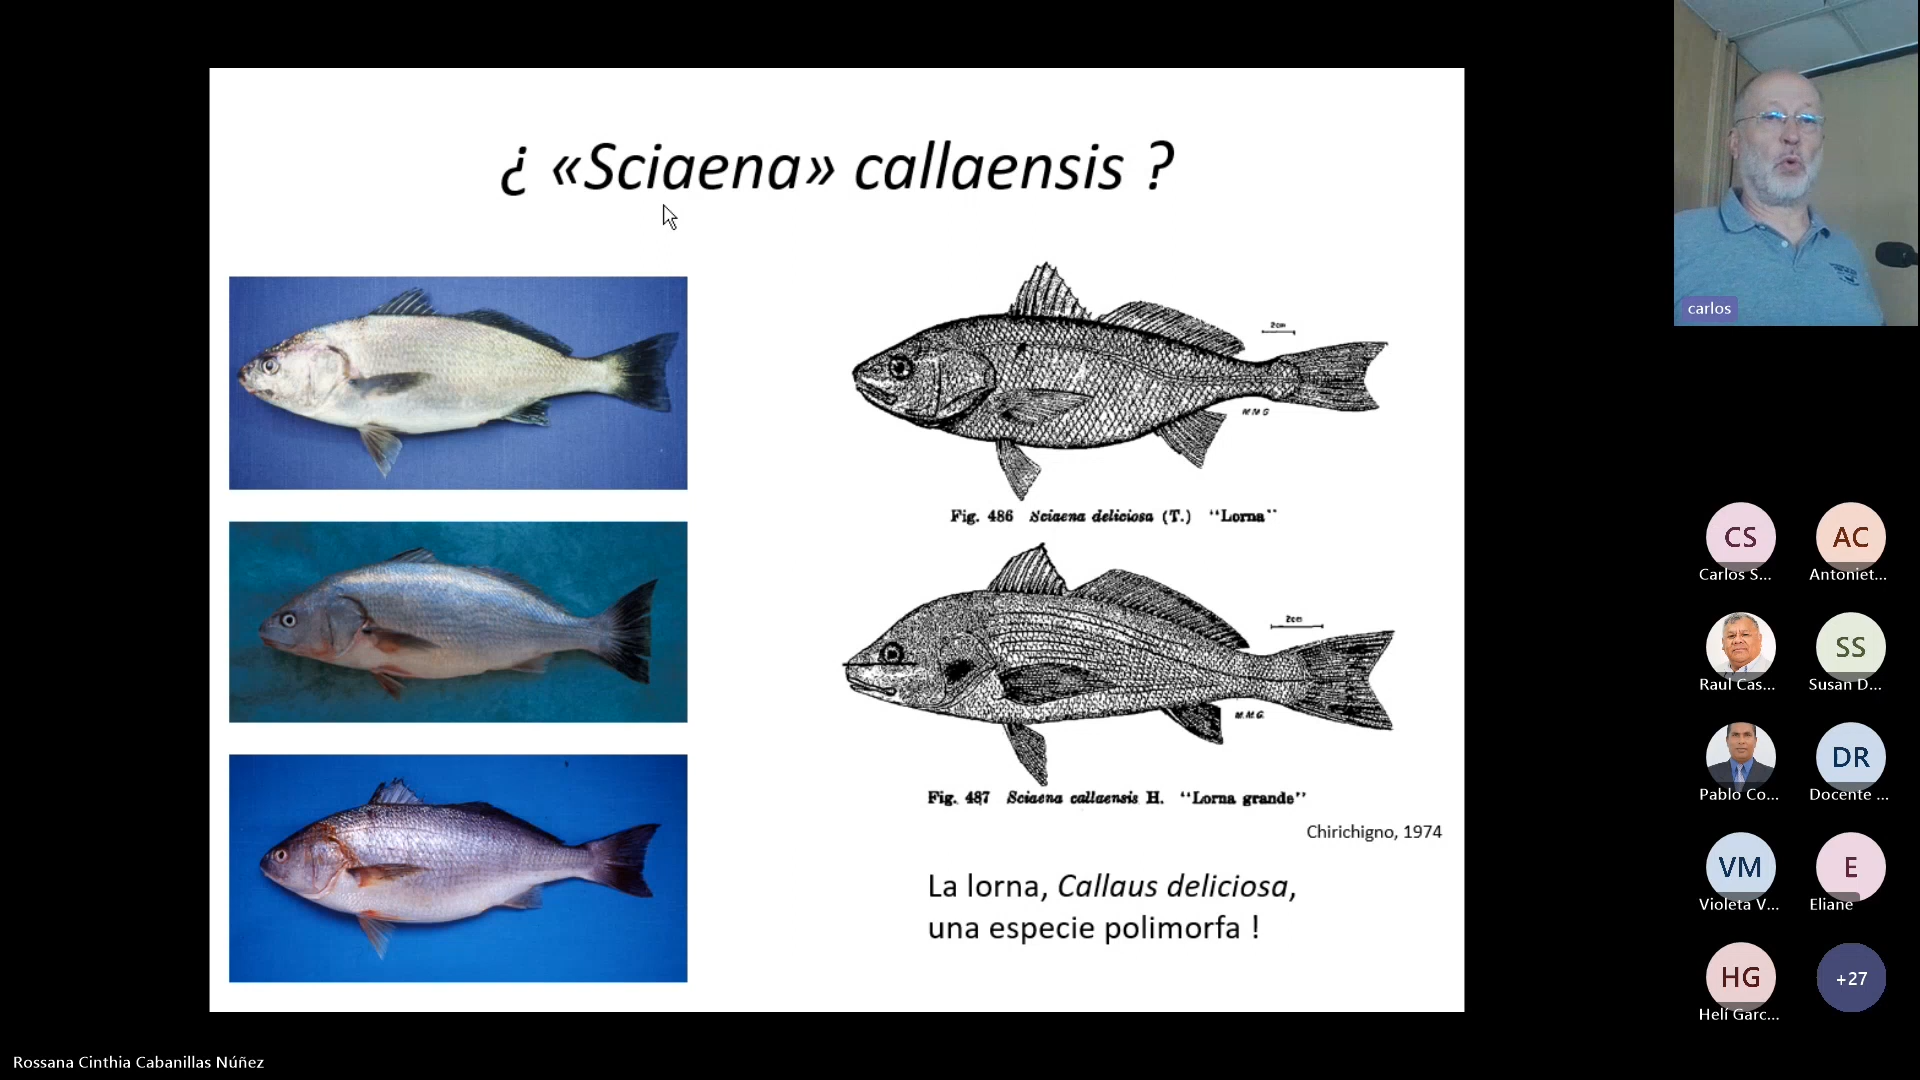 ¿ «Sciaena» callaensis ?
2cm
M M G
Fig. 486 Sciaena deliciosa (T.) “Lorna”
2cm
M.M.G.
Fig. 487 Sciaena callaensis H. “Lorna grande”
Chirichigno, 1974
La lorna, Callaus deliciosa,
una especie polimorfa !
carlos
CS
Carlos S...
AC
Antoniet...
Raul Cas...
SS
Susan D...
Pablo Co...
DR
Docente ...
VM
Violeta V...
E
Eliane
HG
Helí Garc...
+27
Rossana Cinthia Cabanillas Núñez